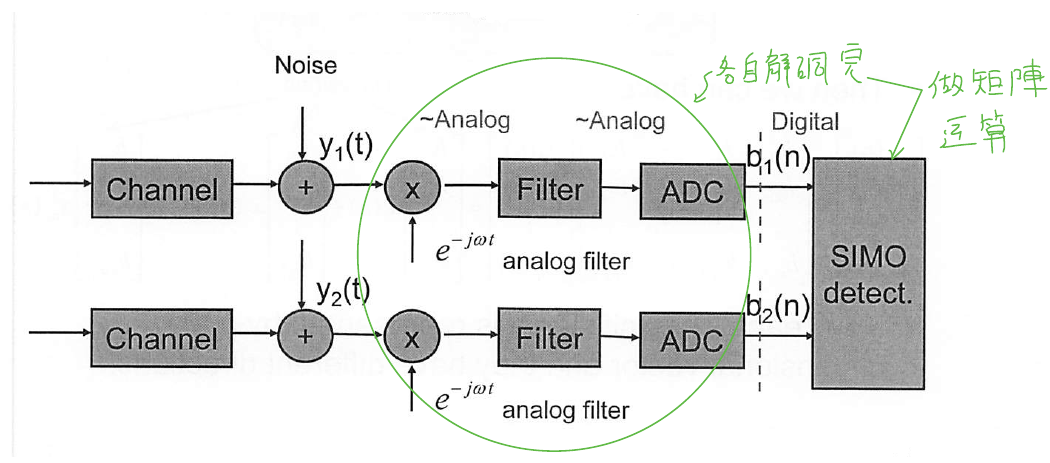 Noise
各自解調完
做矩陣
运算
~Analog
~Analog
Digital
y₁(t)
b₁(n)
Channel
+
x
Filter
ADC
e^{-jωt}
analog filter
SIMO
detect.
y₂(t)
b₂(n)
Channel
+
x
Filter
ADC
e^{-jωt}
analog filter